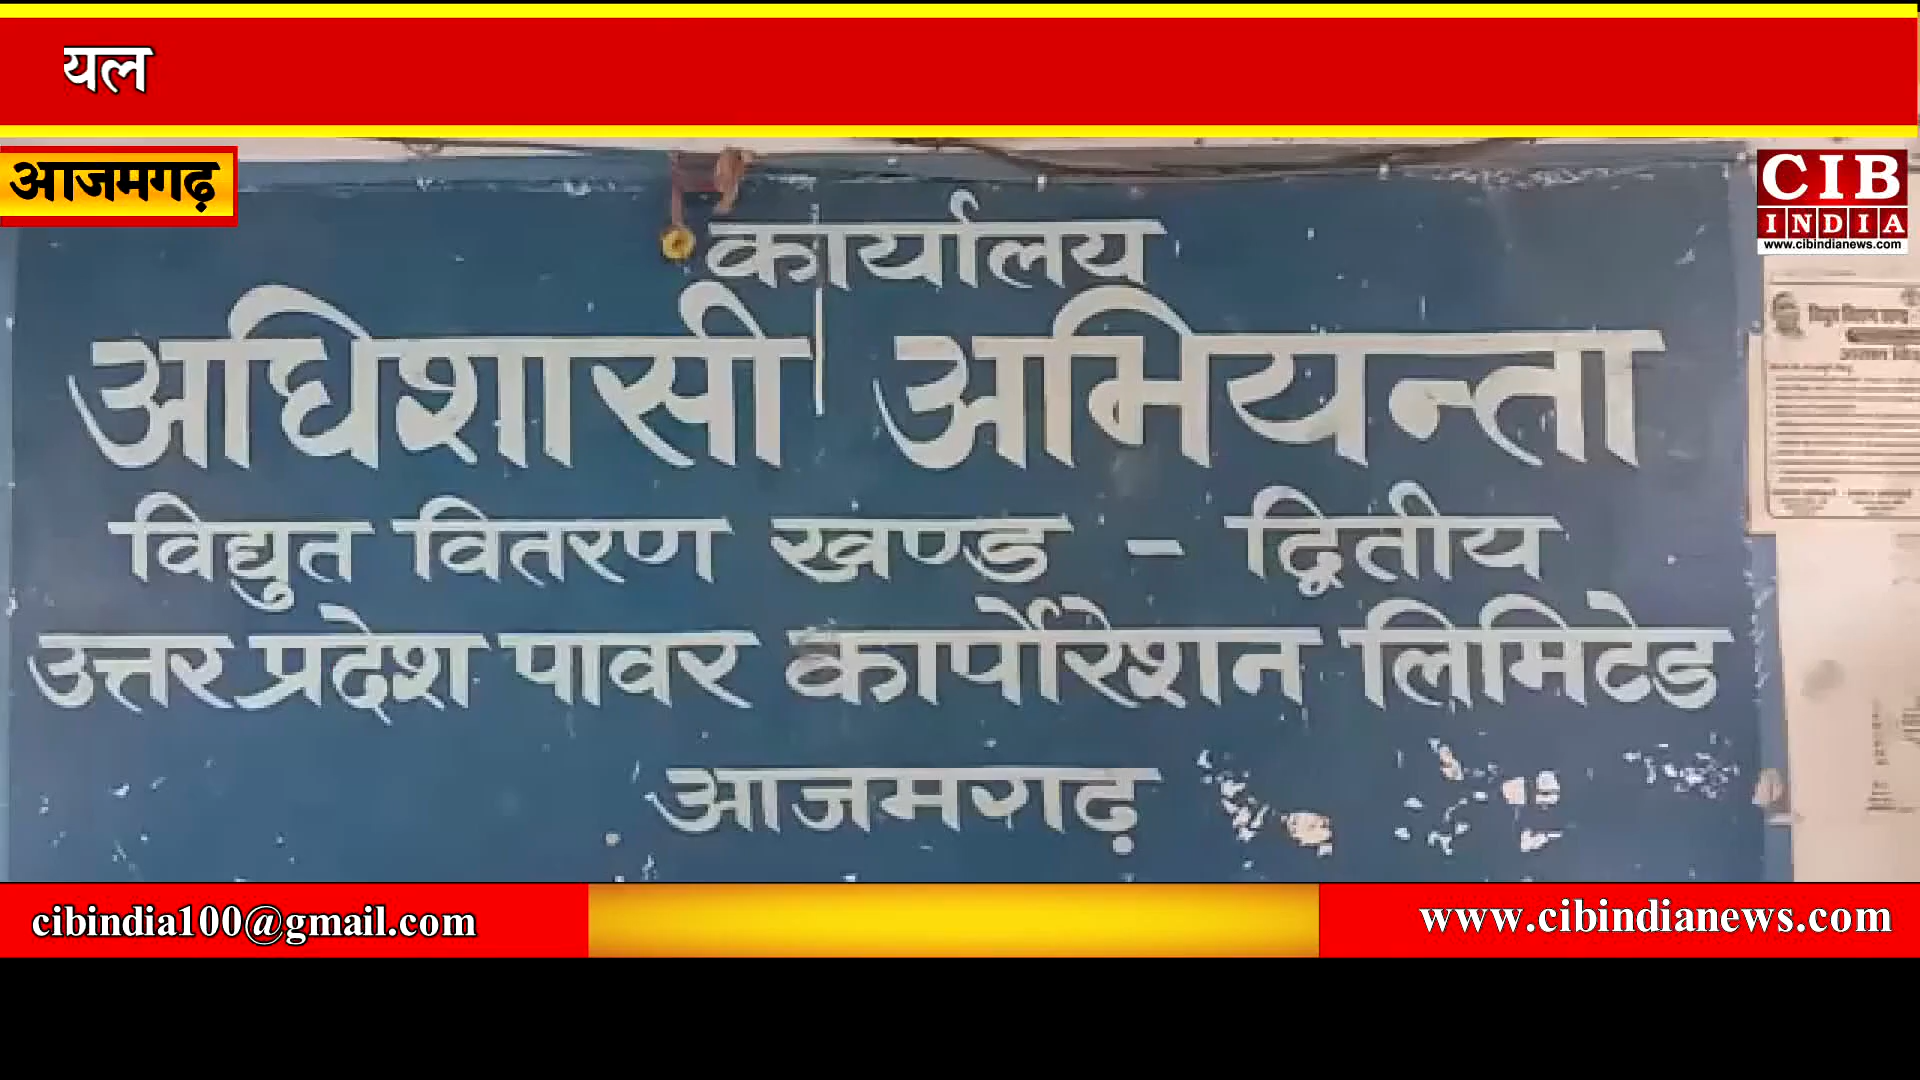 यल
आजमगढ़
CIB
INDIA
www.cibindianews.com
कार्यालय
अधिशासी अभियन्ता
विद्युत वितरण खण्ड - द्वितीय
उत्तर प्रदेश पावर कार्पोरेशन लिमिटेड
आजमगढ़
cibindia100@gmail.com
www.cibindianews.com